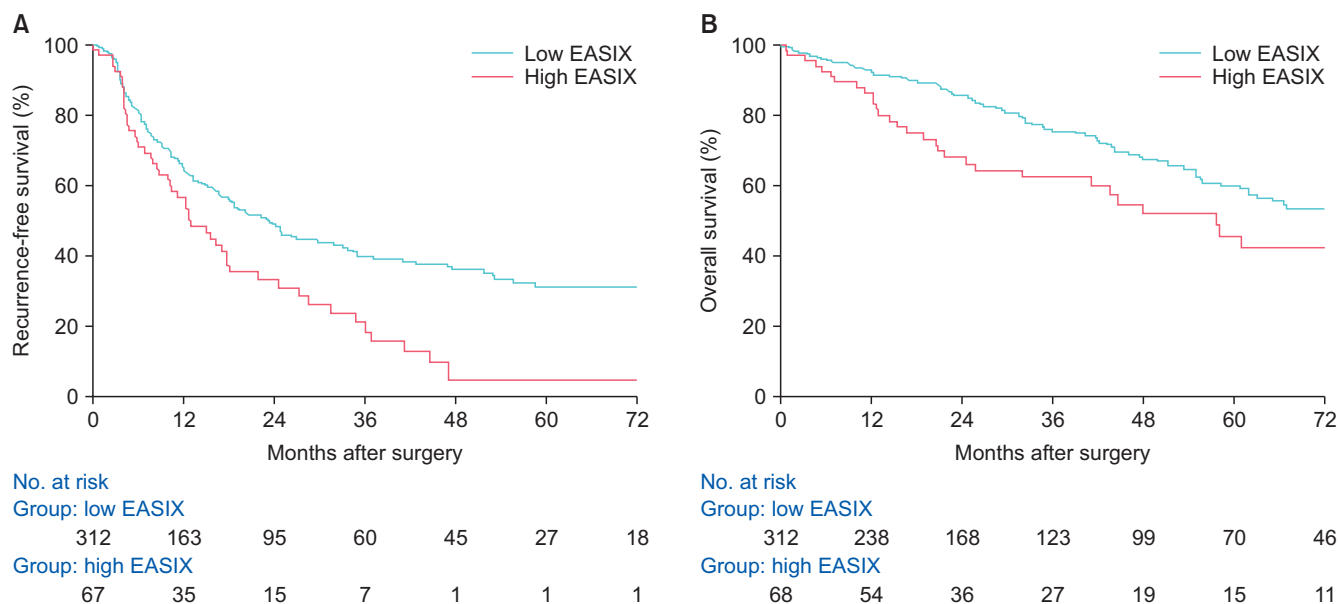 A
Recurrence-free survival (%)
100
80
60
40
20
0
Low EASIX
High EASIX
0 12 24 36 48 60 72
Months after surgery
No. at risk
Group: low EASIX
312 163 95 60 45 27 18
Group: high EASIX
67 35 15 7 1 1 1
B
Overall survival (%)
100
80
60
40
20
0
Low EASIX
High EASIX
0 12 24 36 48 60 72
Months after surgery
No. at risk
Group: low EASIX
312 238 168 123 99 70 46
Group: high EASIX
68 54 36 27 19 15 11